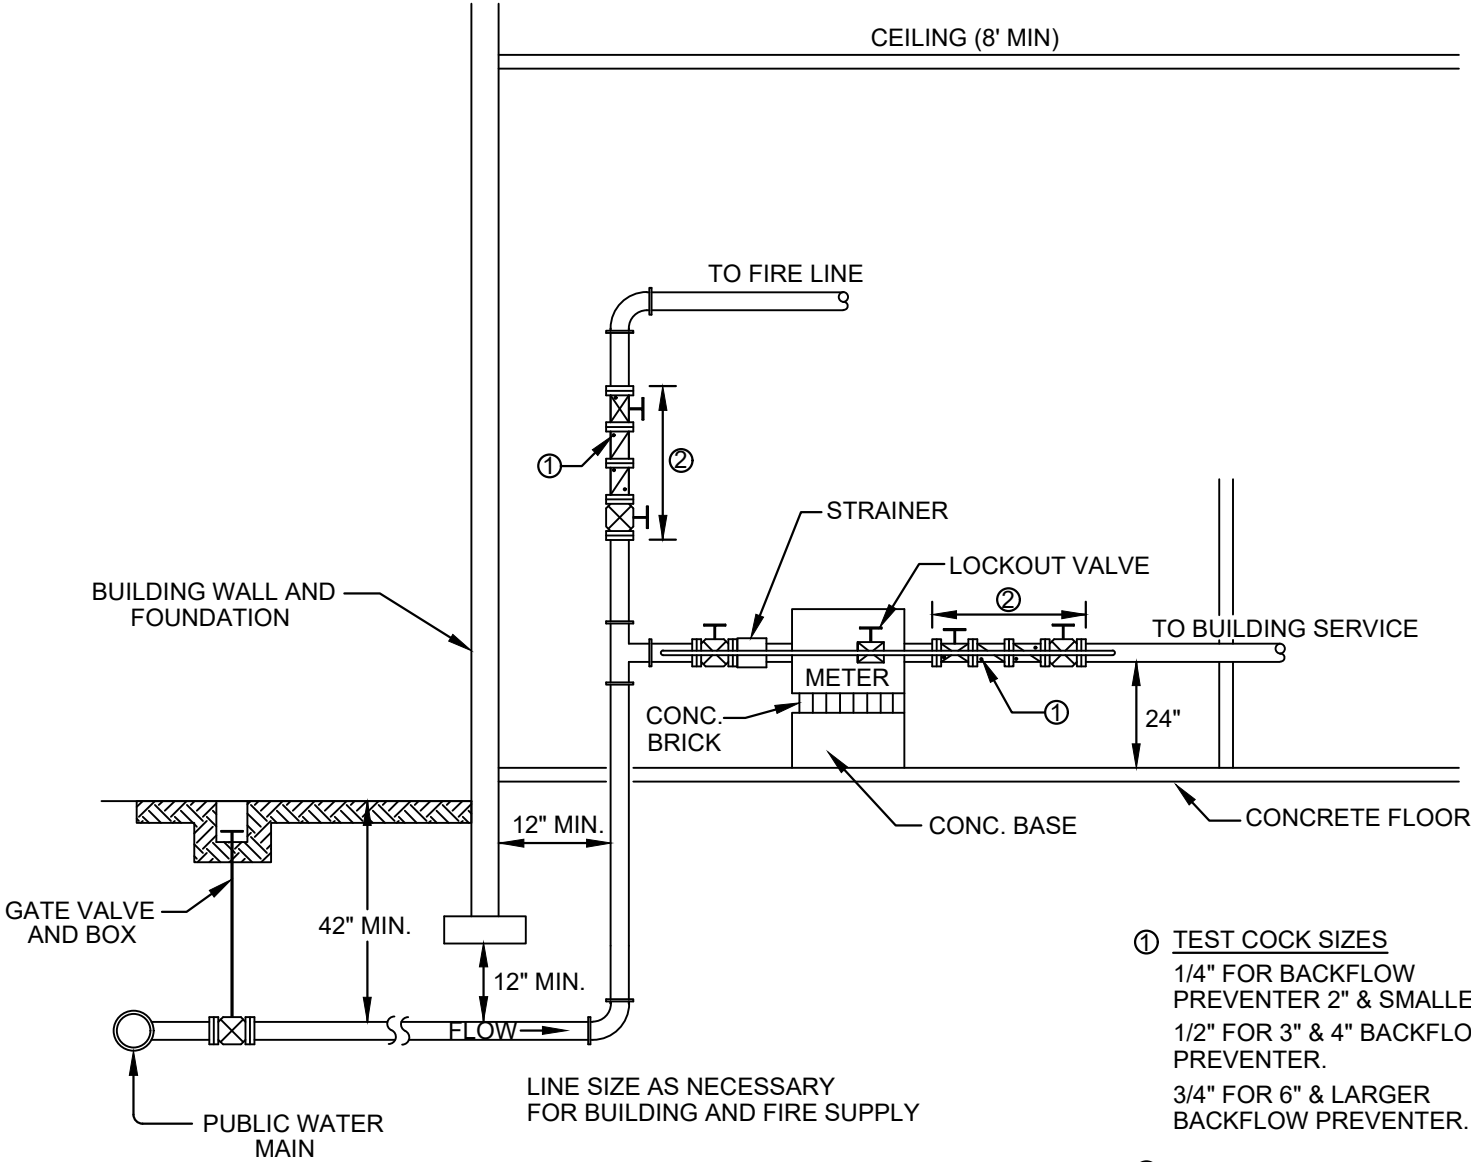 CEILING (8' MIN)
TO FIRE LINE
①
②
STRAINER
LOCKOUT VALVE
BUILDING WALL AND
FOUNDATION
②
TO BUILDING SERVICE
METER
CONC.
BRICK
①
24"
12" MIN.
CONC. BASE
CONCRETE FLOOR
GATE VALVE
AND BOX
42" MIN.
12" MIN.
FLOW
LINE SIZE AS NECESSARY
FOR BUILDING AND FIRE SUPPLY
PUBLIC WATER
MAIN
① TEST COCK SIZES
1/4" FOR BACKFLOW
PREVENTER 2" & SMALLE
1/2" FOR 3" & 4" BACKFLO
PREVENTER.
3/4" FOR 6" & LARGER
BACKFLOW PREVENTER.